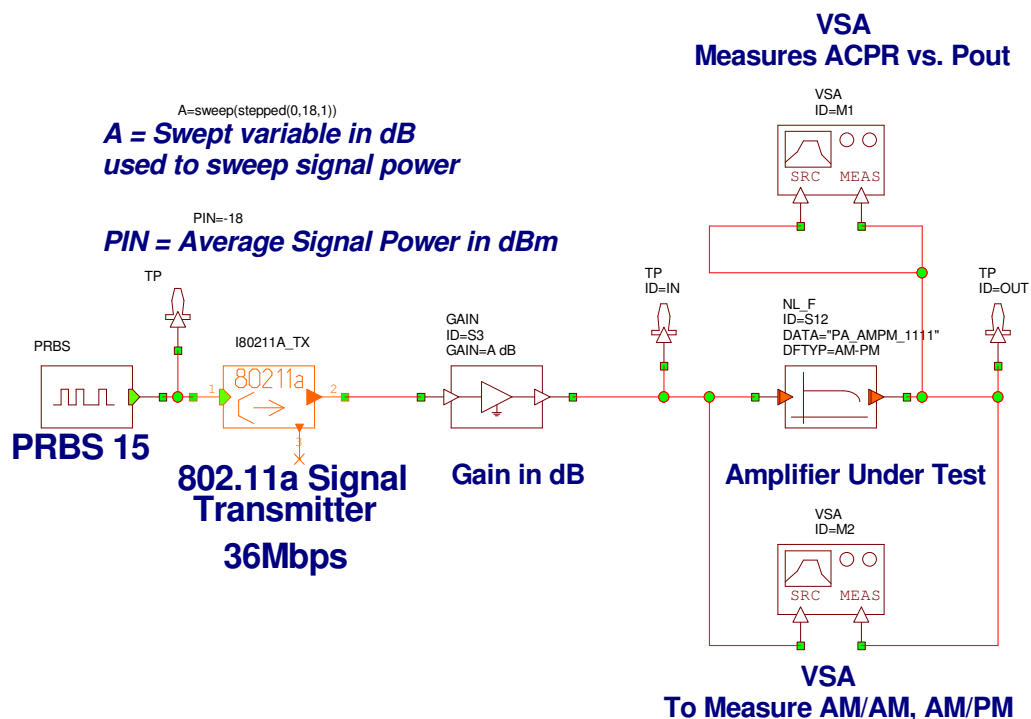 VSA
Measures ACPR vs. Pout
A=sweep(stepped(0,18,1))
A = Swept variable in dB
used to sweep signal power
VSA
ID=M1
SRC MEAS
PIN=-18
PIN = Average Signal Power in dBm
TP
TP
ID=IN
TP
ID=OUT
PRBS
I80211A_TX
GAIN
ID=S3
GAIN=A dB
NL_F
ID=S12
DATA="PA_AMPM_1111"
DFTYP=AM-PM
80211a
1
2
3
PRBS 15
802.11a Signal
Transmitter
36Mbps
Gain in dB
Amplifier Under Test
VSA
ID=M2
SRC MEAS
VSA
To Measure AM/AM, AM/PM